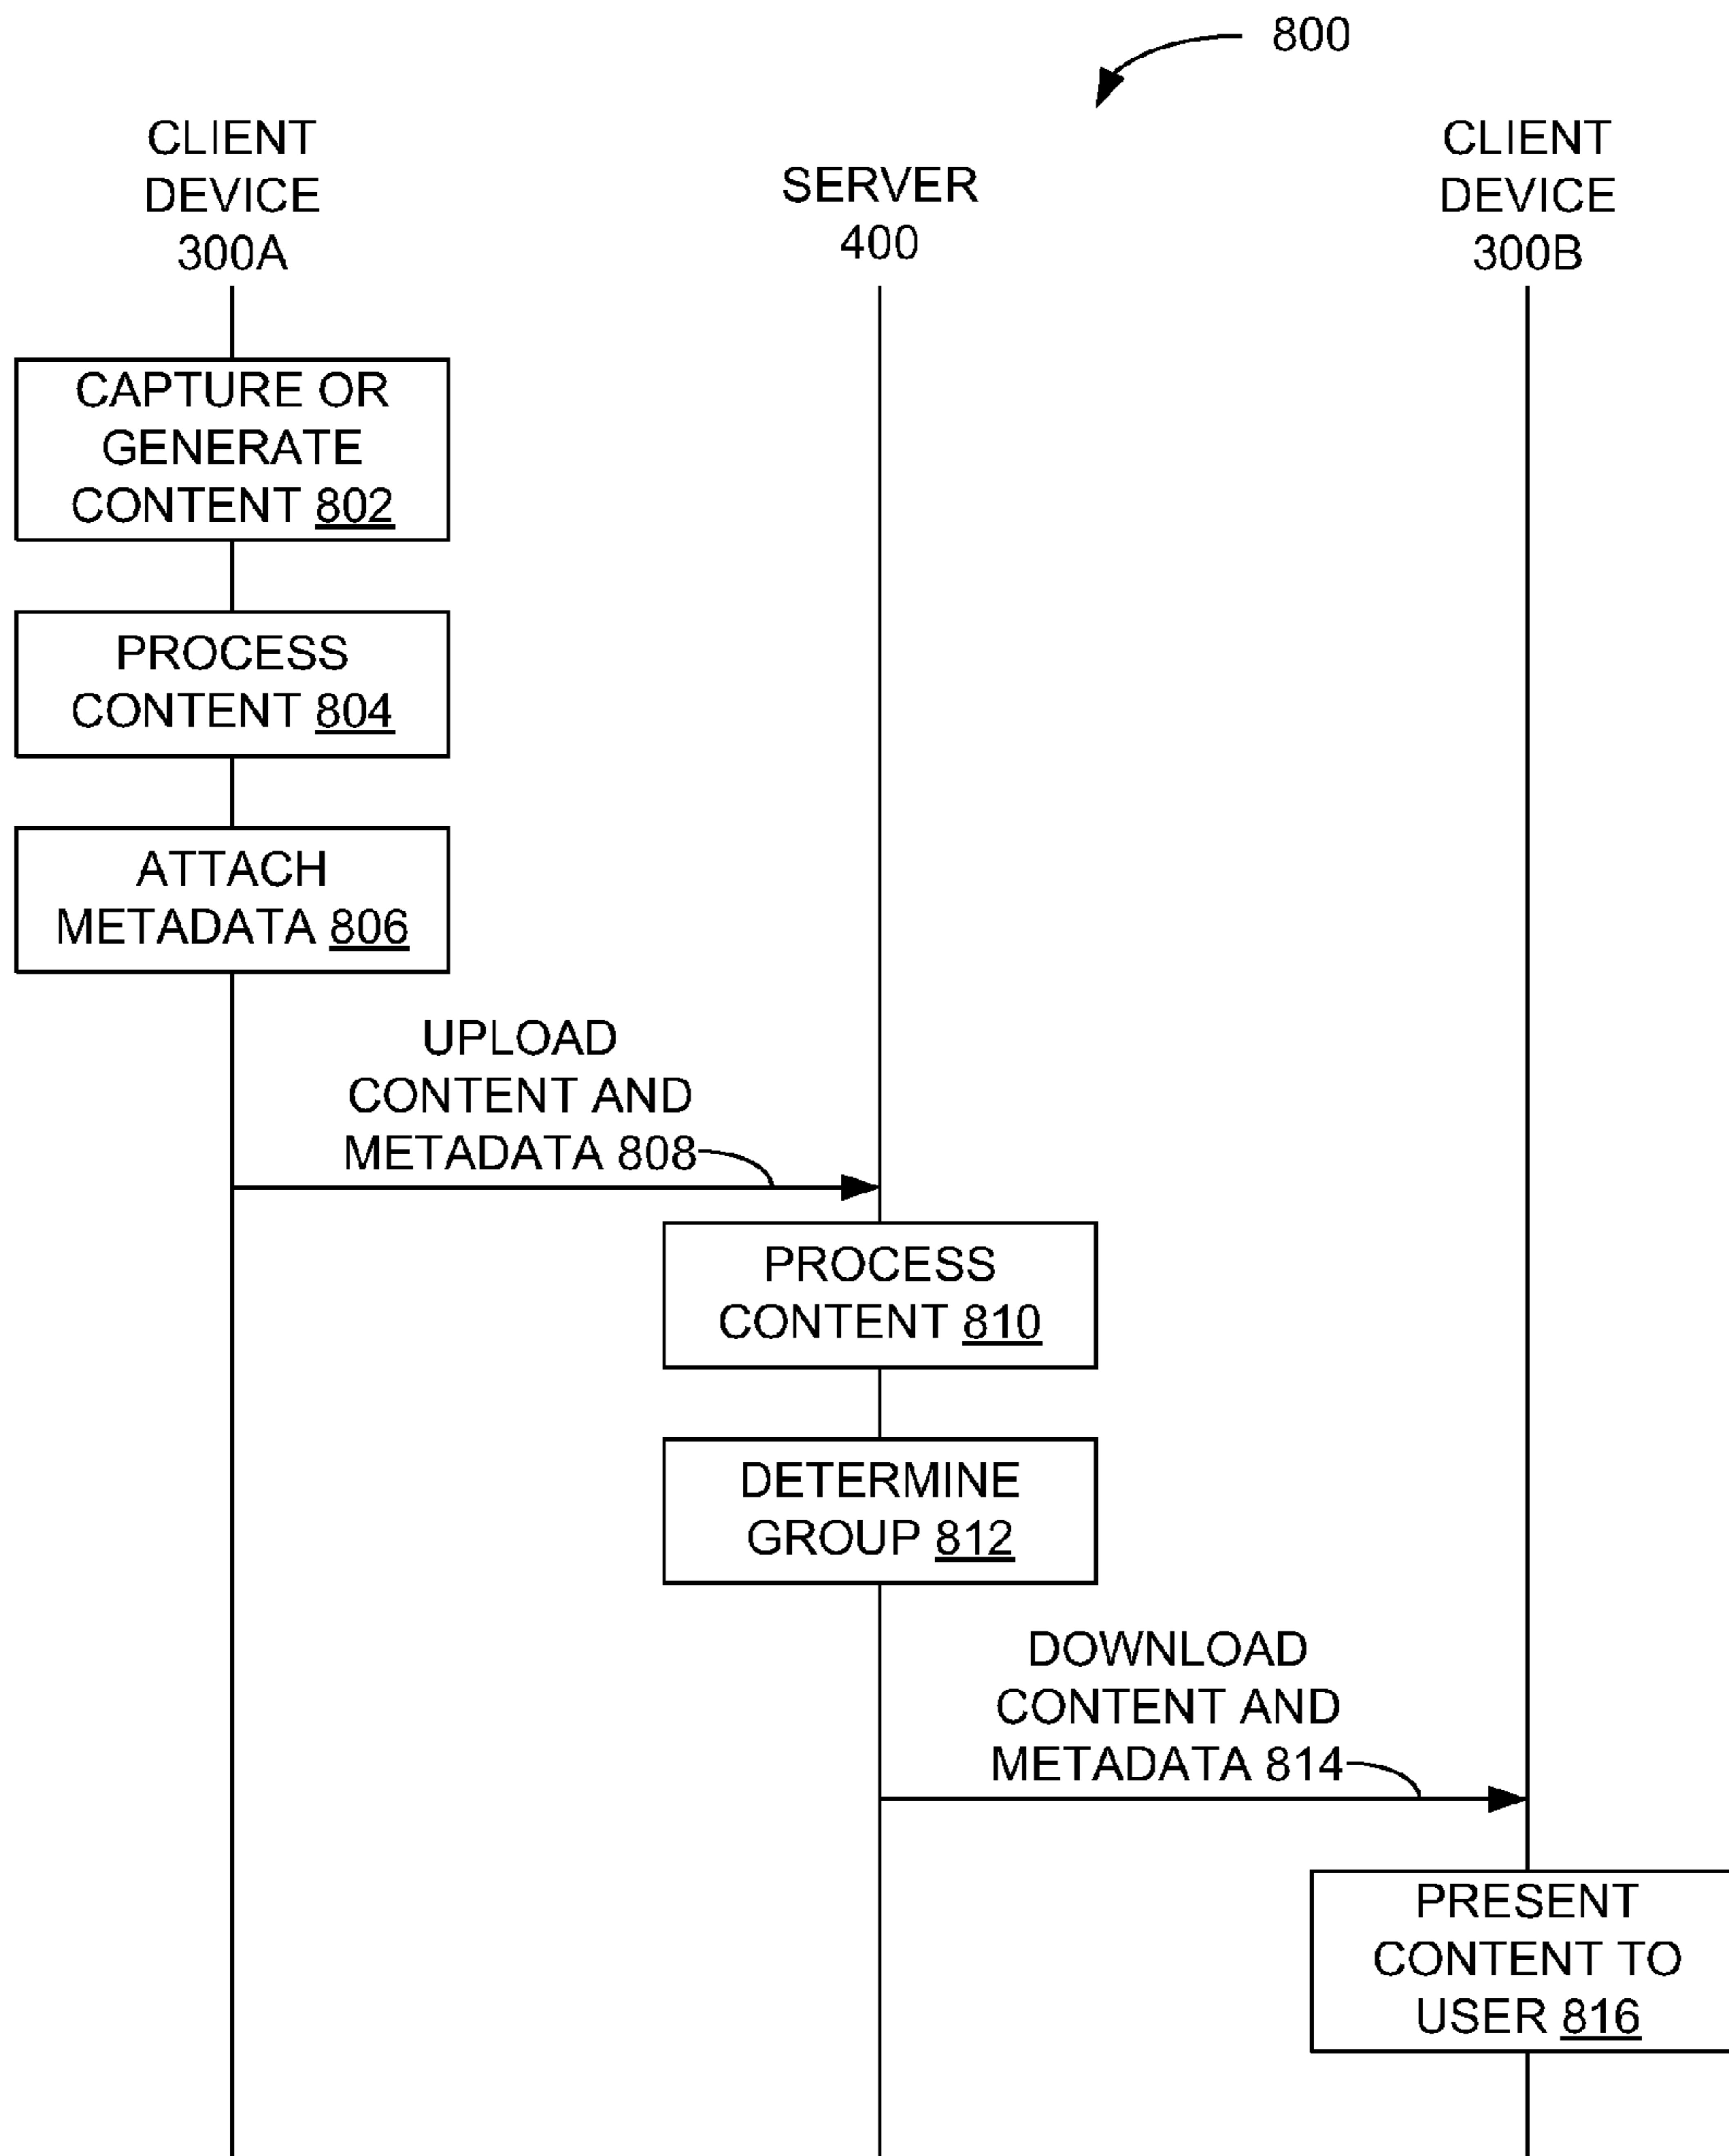 800
CLIENT
DEVICE
300A
SERVER
400
CLIENT
DEVICE
300B
CAPTURE OR
GENERATE
CONTENT 802
PROCESS
CONTENT 804
ATTACH
METADATA 806
UPLOAD
CONTENT AND
METADATA 808
PROCESS
CONTENT 810
DETERMINE
GROUP 812
DOWNLOAD
CONTENT AND
METADATA 814
PRESENT
CONTENT TO
USER 816